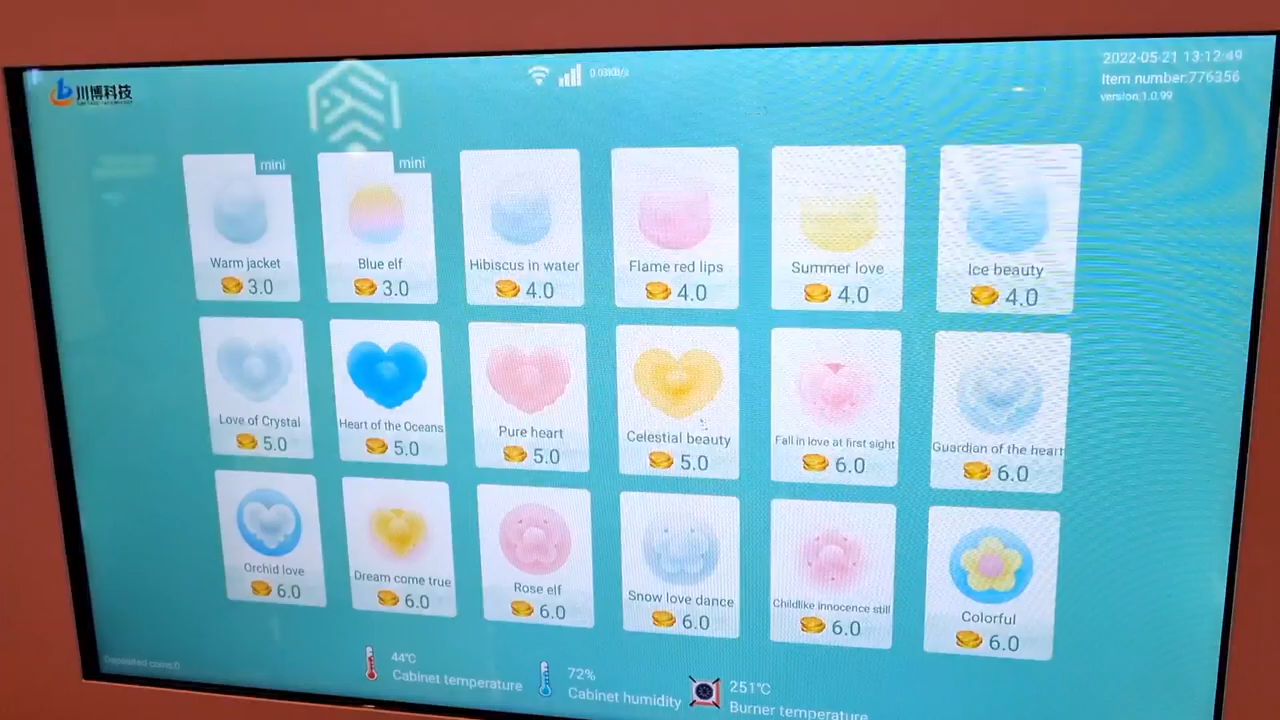 川博科技
0.03KB/s
2022-05-21 13:12:49
Item number:776356
version:1.0.99
mini
mini
Warm jacket
3.0
Blue elf
3.0
Hibiscus in water
4.0
Flame red lips
4.0
Summer love
4.0
Ice beauty
4.0
Love of Crystal
5.0
Heart of the Oceans
5.0
Pure heart
5.0
Celestial beauty
5.0
Fall in love at first sight
6.0
Guardian of the heart
6.0
Orchid love
6.0
Dream come true
6.0
Rose elf
6.0
Snow love dance
6.0
Childlike innocence still
6.0
Colorful
6.0
Deposited coins:0
44℃
Cabinet temperature
72%
Cabinet humidity
251℃
Burner temperature